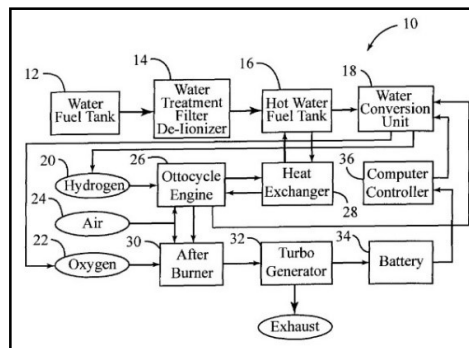 10
12
14
16
18
Water
Fuel Tank
Water
Treatment
Filter
De-Iionizer
Hot Water
Fuel Tank
Water
Conversion
Unit
20
Hydrogen
26
Ottocycle
Engine
Heat
Exchanger
28
36
Computer
Controller
24
Air
22
Oxygen
30
After
Burner
32
Turbo
Generator
34
Battery
Exhaust